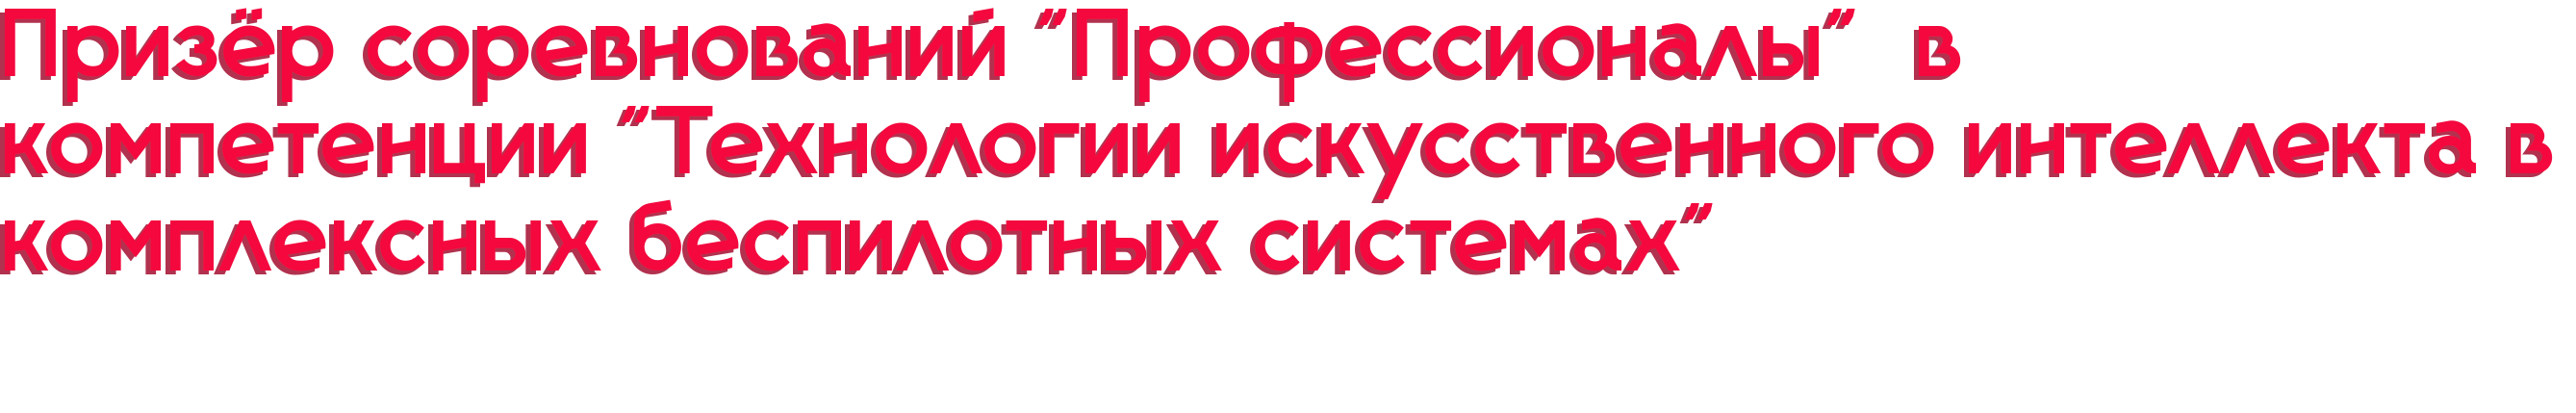 Призёр соревнований "Профессионалы" в
компетенции "Технологии искусственного интеллекта в
комплексных беспилотных системах"